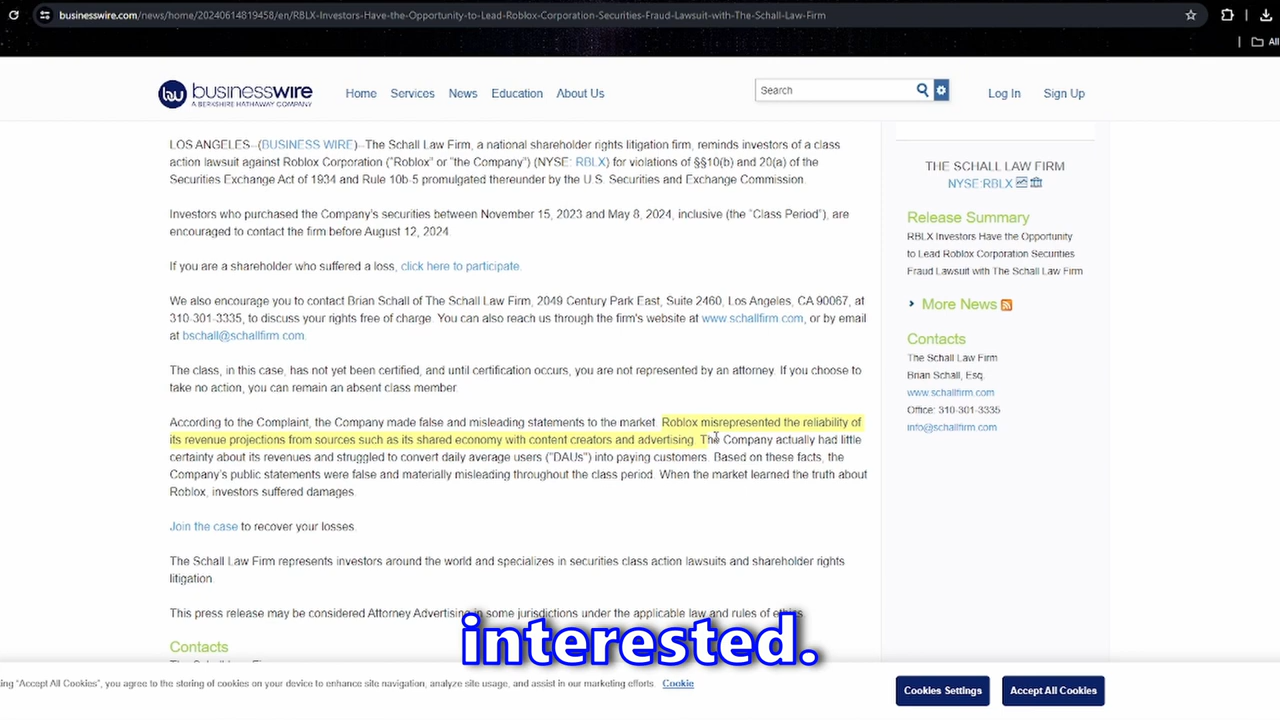 businesswire.com/news/home/20240614819458/en/RBLX-Investors-Have-the-Opportunity-to-Lead-Roblox-Corporation-Securities-Fraud-Lawsuit-with-The-Schall-Law-Firm
All
businesswire
A BERKSHIRE HATHAWAY COMPANY
Home Services News Education About Us
Search
Log In Sign Up
LOS ANGELES--(BUSINESS WIRE)--The Schall Law Firm, a national shareholder rights litigation firm, reminds investors of a class
action lawsuit against Roblox Corporation ("Roblox" or "the Company") (NYSE: RBLX) for violations of §§10(b) and 20(a) of the
Securities Exchange Act of 1934 and Rule 10b-5 promulgated thereunder by the U.S. Securities and Exchange Commission.
Investors who purchased the Company's securities between November 15, 2023 and May 8, 2024, inclusive (the "Class Period"), are
encouraged to contact the firm before August 12, 2024.
If you are a shareholder who suffered a loss, click here to participate.
We also encourage you to contact Brian Schall of The Schall Law Firm, 2049 Century Park East, Suite 2460, Los Angeles, CA 90067, at
310-301-3335, to discuss your rights free of charge. You can also reach us through the firm's website at www.schallfirm.com, or by email
at bschall@schallfirm.com.
The class, in this case, has not yet been certified, and until certification occurs, you are not represented by an attorney. If you choose to
take no action, you can remain an absent class member.
According to the Complaint, the Company made false and misleading statements to the market. Roblox misrepresented the reliability of
its revenue projections from sources such as its shared economy with content creators and advertising. The Company actually had little
certainty about its revenues and struggled to convert daily average users ("DAUs") into paying customers. Based on these facts, the
Company's public statements were false and materially misleading throughout the class period. When the market learned the truth about
Roblox, investors suffered damages.
Join the case to recover your losses.
The Schall Law Firm represents investors around the world and specializes in securities class action lawsuits and shareholder rights
litigation.
This press release may be considered Attorney Advertising in some jurisdictions under the applicable law and rules of ethics.
Contacts
THE SCHALL LAW FIRM
NYSE:RBLX
Release Summary
RBLX Investors Have the Opportunity
to Lead Roblox Corporation Securities
Fraud Lawsuit with The Schall Law Firm
More News
Contacts
The Schall Law Firm
Brian Schall, Esq.
www.schallfirm.com
Office: 310-301-3335
info@schallfirm.com
interested.
"Accept All Cookies", you agree to the storing of cookies on your device to enhance site navigation, analyze site usage, and assist in our marketing efforts. Cookie
Cookies Settings
Accept All Cookies